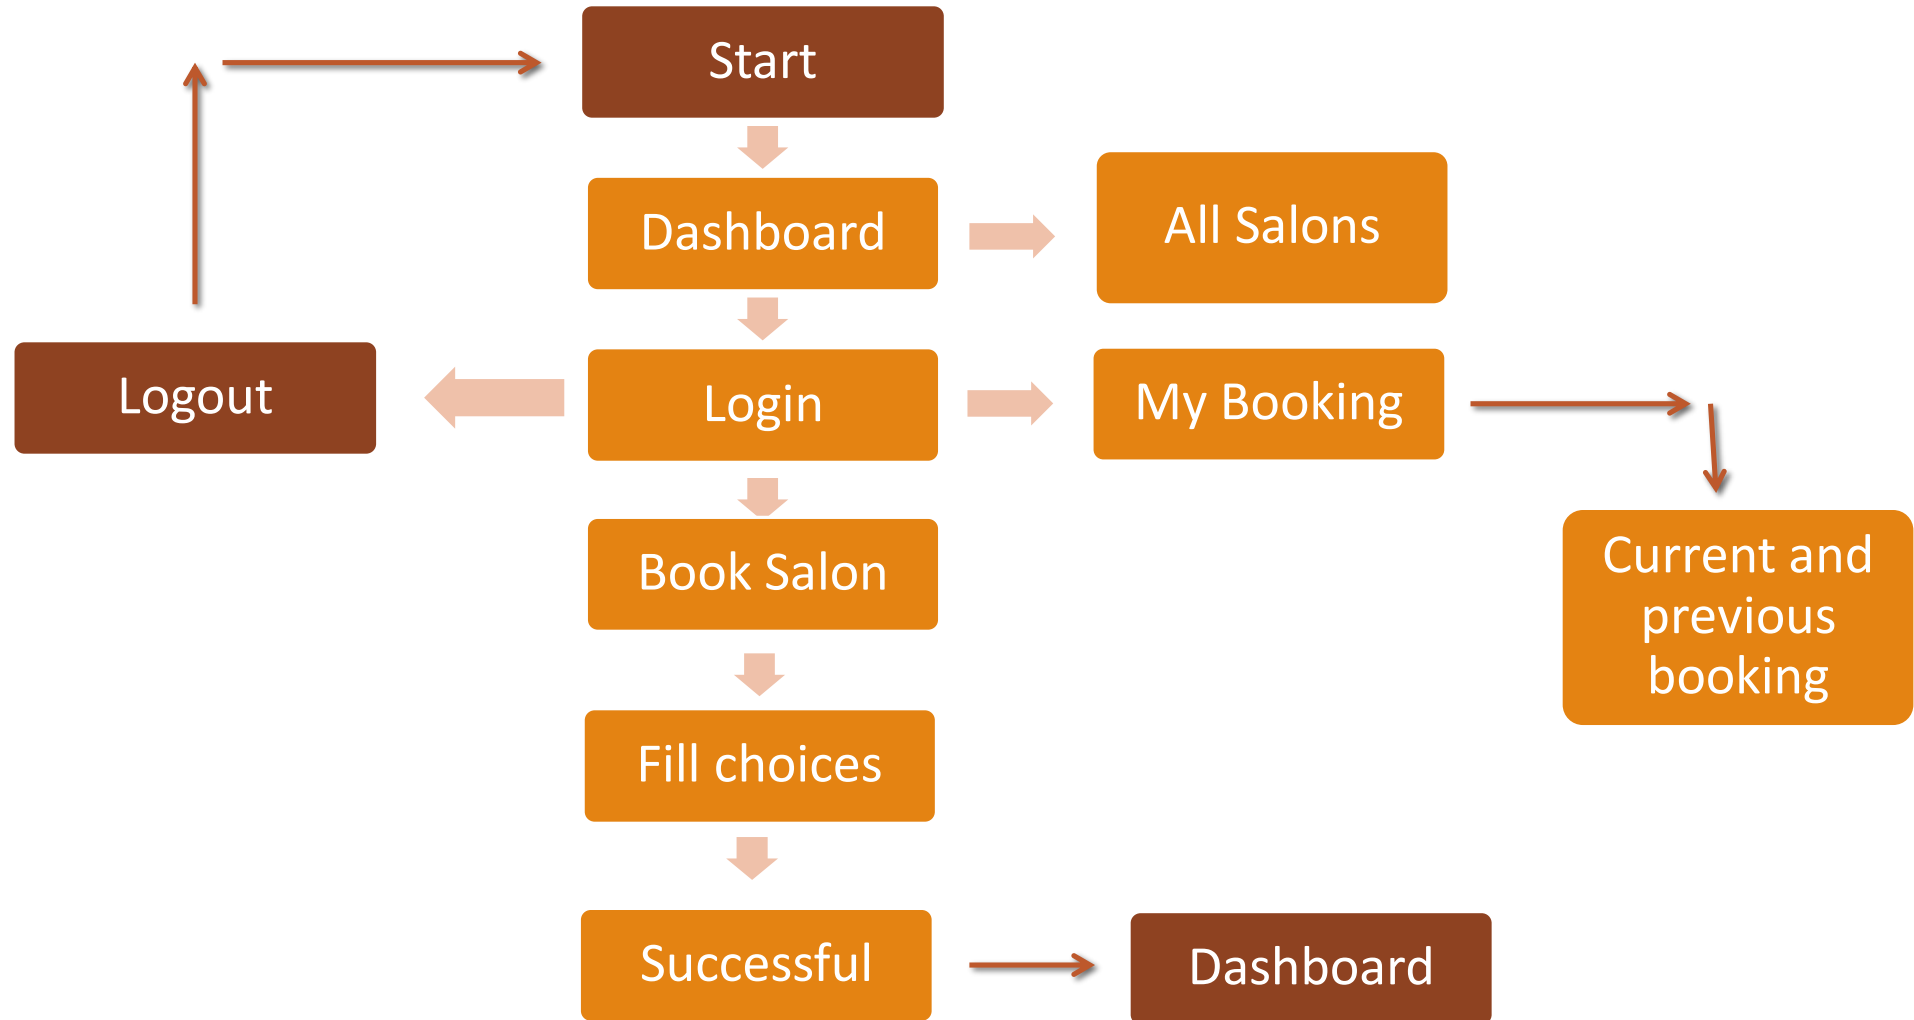 Start
Dashboard
All Salons
Logout
Login
My Booking
Book Salon
Current and
previous
booking
Fill choices
Successful
Dashboard